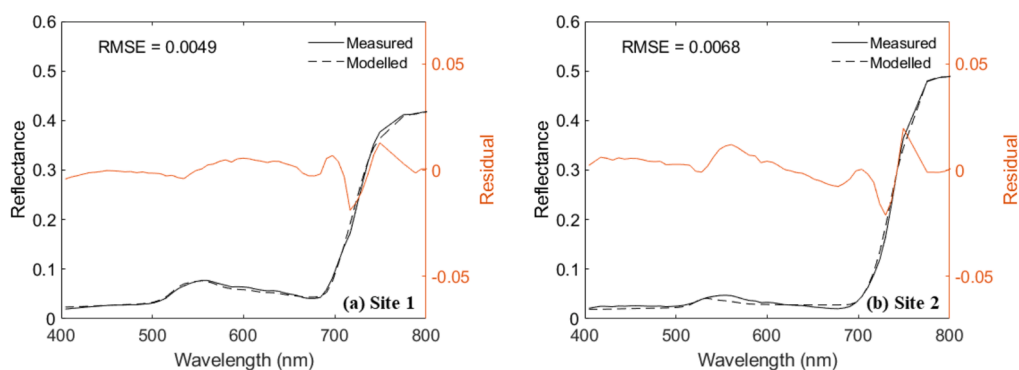 0.6
0.5
0.4
0.3
0.2
0.1
0
Reflectance
RMSE = 0.0049
Measured
Modelled
0.05
0
-0.05
Residual
(a) Site 1
400
500
600
700
800
Wavelength (nm)
0.6
0.5
0.4
0.3
0.2
0.1
0
Reflectance
RMSE = 0.0068
Measured
Modelled
0.05
0
-0.05
Residual
(b) Site 2
400
500
600
700
800
Wavelength (nm)